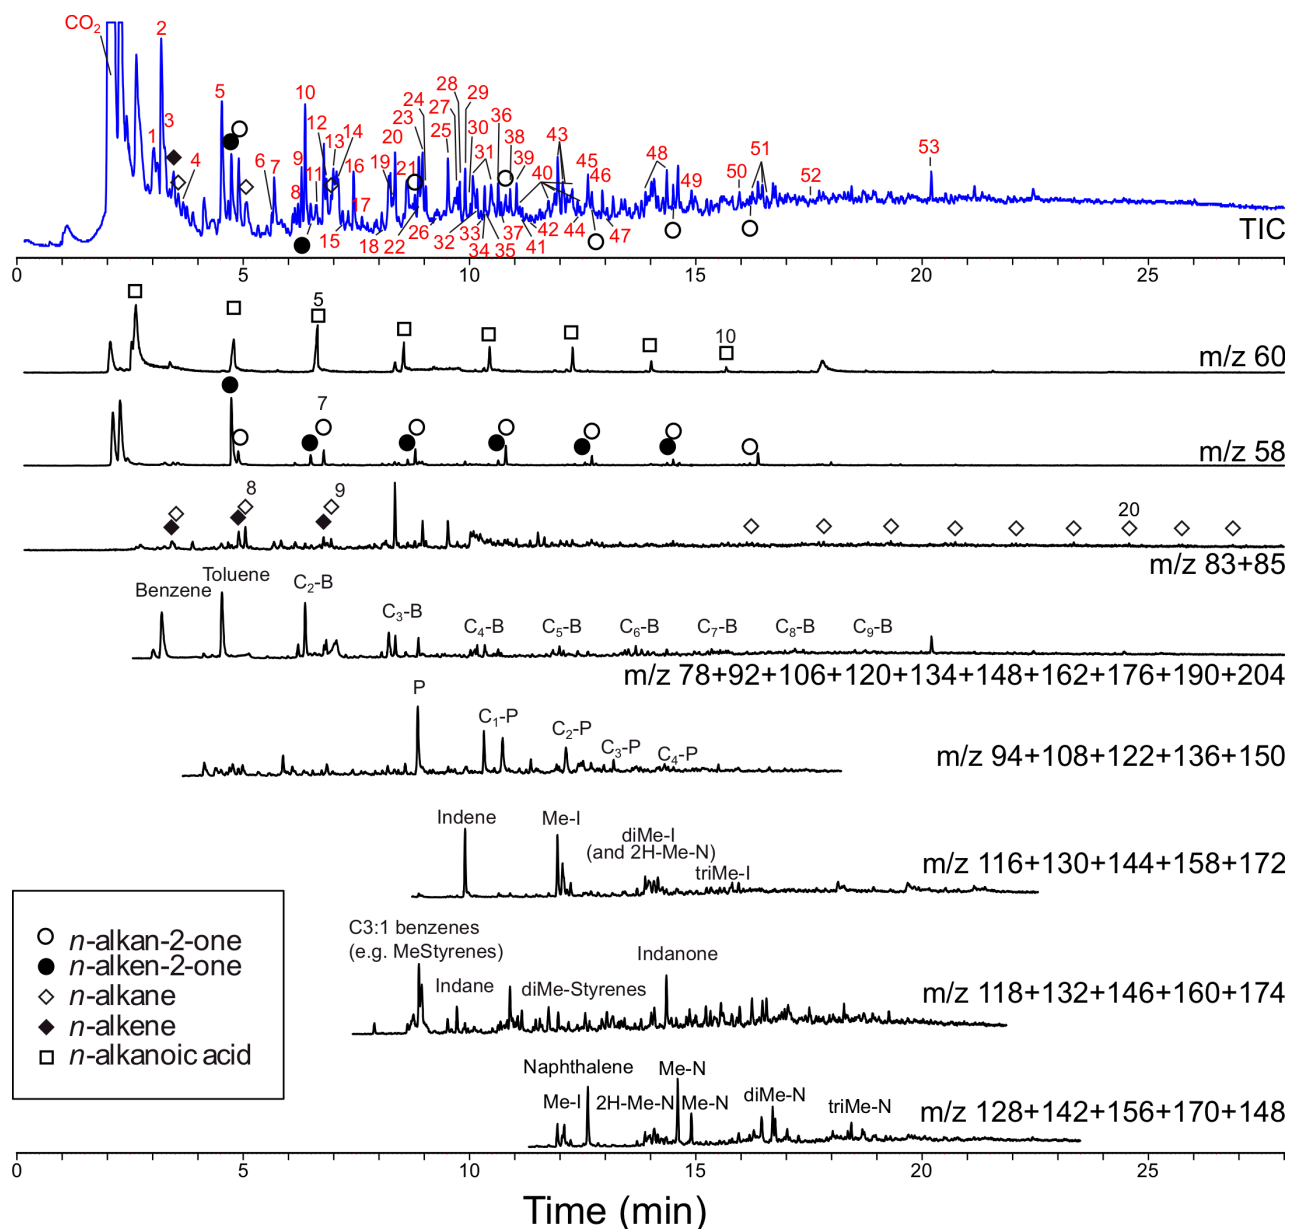 CO2
1
2
3
4
5
6
7
8
9
10
11
12
13
14
15
16
17
18
19
20
21
22
23
24
25
26
27
28
29
30
31
32
33
34
35
36
37
38
39
40
41
42
43
44
45
46
47
48
49
50
51
52
53
TIC
0 5 10 15 20 25
5
10
m/z 60
7
m/z 58
8
9
20
m/z 83+85
Benzene
Toluene
C2-B
C3-B
C4-B
C5-B
C6-B
C7-B
C8-B
C9-B
m/z 78+92+106+120+134+148+162+176+190+204
P
C1-P
C2-P
C3-P
C4-P
m/z 94+108+122+136+150
Indene
Me-I
diMe-I
(and 2H-Me-N)
triMe-I
m/z 116+130+144+158+172
C3:1 benzenes
(e.g. MeStyrenes)
Indane
diMe-Styrenes
Indanone
m/z 118+132+146+160+174
Naphthalene
Me-I
2H-Me-N
Me-N
Me-N
diMe-N
triMe-N
m/z 128+142+156+170+148
n-alkan-2-one
n-alken-2-one
n-alkane
n-alkene
n-alkanoic acid
0 5 10 15 20 25
Time (min)